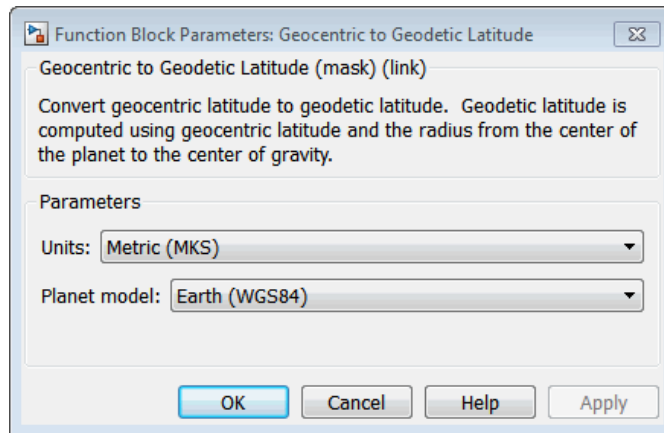 Function Block Parameters: Geocentric to Geodetic Latitude
Geocentric to Geodetic Latitude (mask) (link)
Convert geocentric latitude to geodetic latitude.  Geodetic latitude is
computed using geocentric latitude and the radius from the center of
the planet to the center of gravity.
Parameters
Units: Metric (MKS)
Planet model: Earth (WGS84)
OK Cancel Help Apply